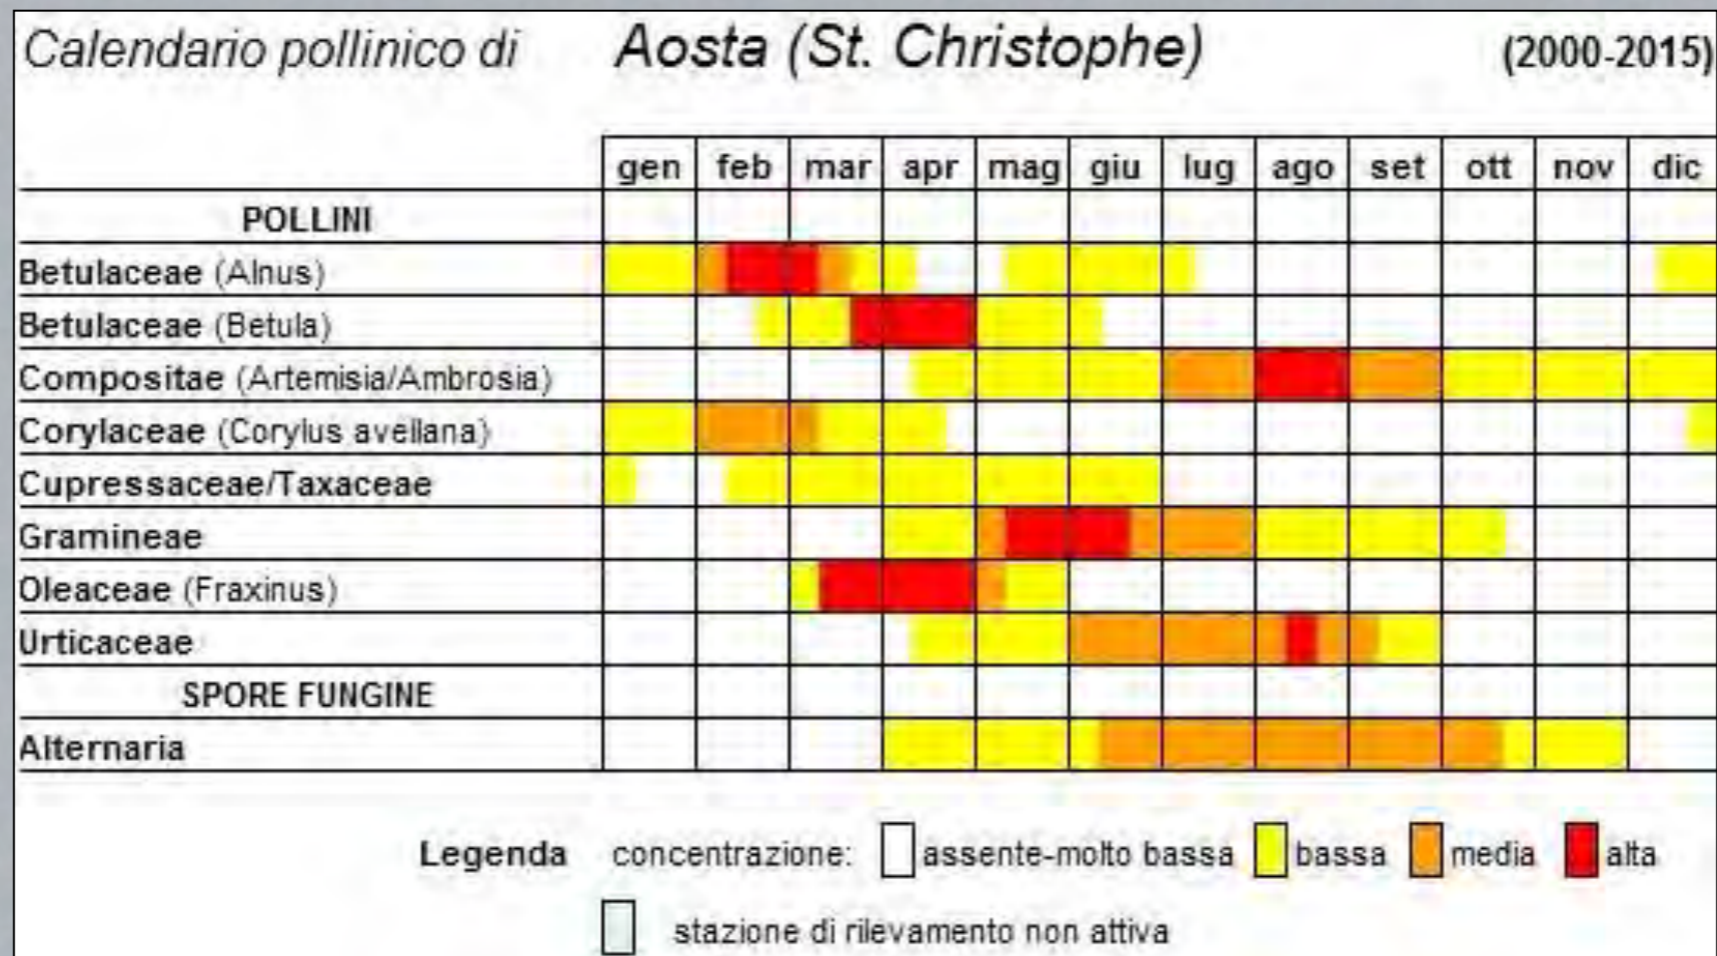 Calendario pollinico di Aosta (St. Christophe) (2000-2015)
gen feb mar apr mag giu lug ago set ott nov dic
POLLINI
Betulaceae (Alnus)
Betulaceae (Betula)
Compositae (Artemisia/Ambrosia)
Corylaceae (Corylus avellana)
Cupressaceae/Taxaceae
Gramineae
Oleaceae (Fraxinus)
Urticaceae
SPORE FUNGINE
Alternaria
Legenda concentrazione: assente-molto bassa bassa media alta
stazione di rilevamento non attiva